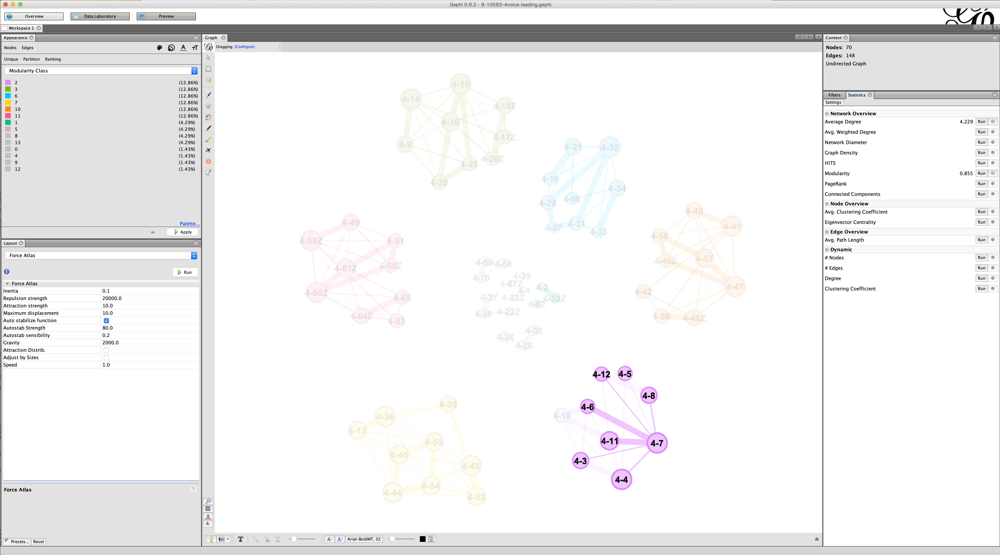 Gephi 0.9.2 - 8-10583-4voice-leading.gephi
Overview
Data Laboratory
Preview
Workspace 1
Appearance
Nodes Edges
Unique Partition Ranking
Modularity Class
2 (12.86%)
3 (12.86%)
6 (12.86%)
7 (12.86%)
10 (12.86%)
11 (12.86%)
1 (4.29%)
5 (4.29%)
8 (4.29%)
13 (4.29%)
0 (1.43%)
4 (1.43%)
9 (1.43%)
12 (1.43%)
Palette...
Apply
Layout
Force Atlas
Run
Force Atlas
Inertia 0.1
Repulsion strength 20000.0
Attraction strength 10.0
Maximum displacement 10.0
Auto stabilize function
Autostab Strength 80.0
Autostab sensibility 0.2
Gravity 2000.0
Attraction Distrib.
Adjust by Sizes
Speed 1.0
Force Atlas
?
Presets... Reset
Graph
Dragging (Configure)
4-15
4-14
4-18Z
4-16
4-17Z
4-9
4-20Z
4-25
4-29
4-21
4-32
4-19
4-34
4-66
4-28
4-31
4-27
4-33
4-40
4-41
4-56
4-57
4-46Z
4-47
4-42
4-58
4-48Z
4-49
4-59Z
4-51
4-50Z
4-61Z
4-60Z
4-65
4-64Z
4-63
4-69
4-68
4-70
4-39
4-67Z
4-1
4-2
4-37
4-23Z
4-52Z
4-62
4-38
4-22Z
4-30
4-24
4-26
4-12
4-5
4-8
4-6
4-10
4-11
4-7
4-3
4-4
4-35
4-36
4-13
4-55
4-45
4-43
4-54
4-44
4-53
Arial-BoldMT, 32
Context
Nodes: 70
Edges: 148
Undirected Graph
Filters
Statistics
Settings
Network Overview
Average Degree 4.229 Run
Avg. Weighted Degree Run
Network Diameter Run
Graph Density Run
HITS Run
Modularity 0.855 Run
PageRank Run
Connected Components Run
Node Overview
Avg. Clustering Coefficient Run
Eigenvector Centrality Run
Edge Overview
Avg. Path Length Run
Dynamic
# Nodes Run
# Edges Run
Degree Run
Clustering Coefficient Run